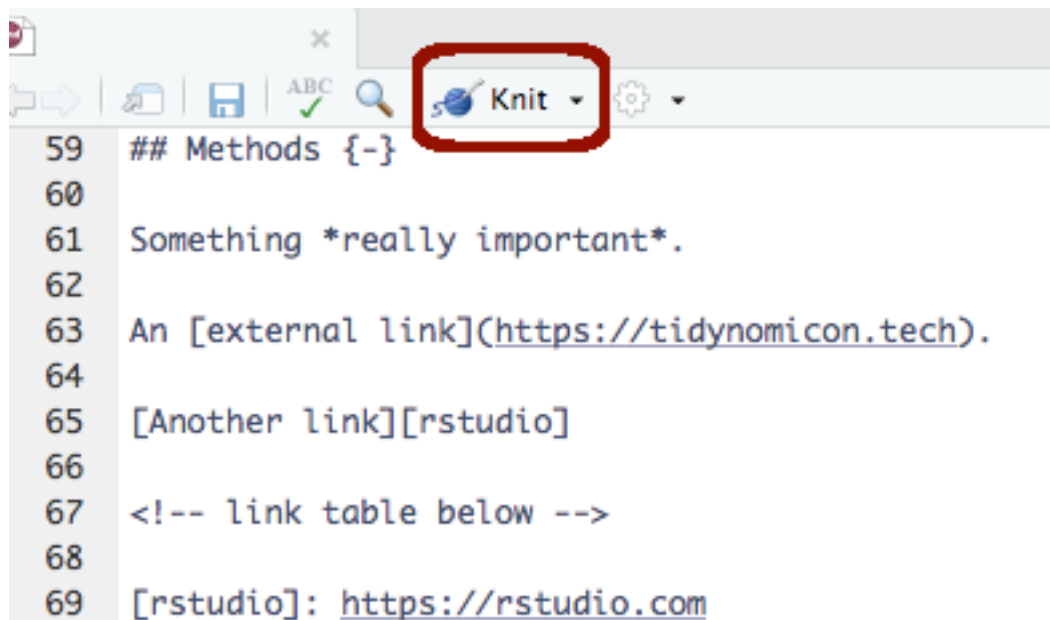 ABC
Knit
59 ## Methods {-}
60
61 Something *really important*.
62
63 An [external link](https://tidynomicon.tech).
64
65 [Another link][rstudio]
66
67 <!-- link table below -->
68
69 [rstudio]: https://rstudio.com